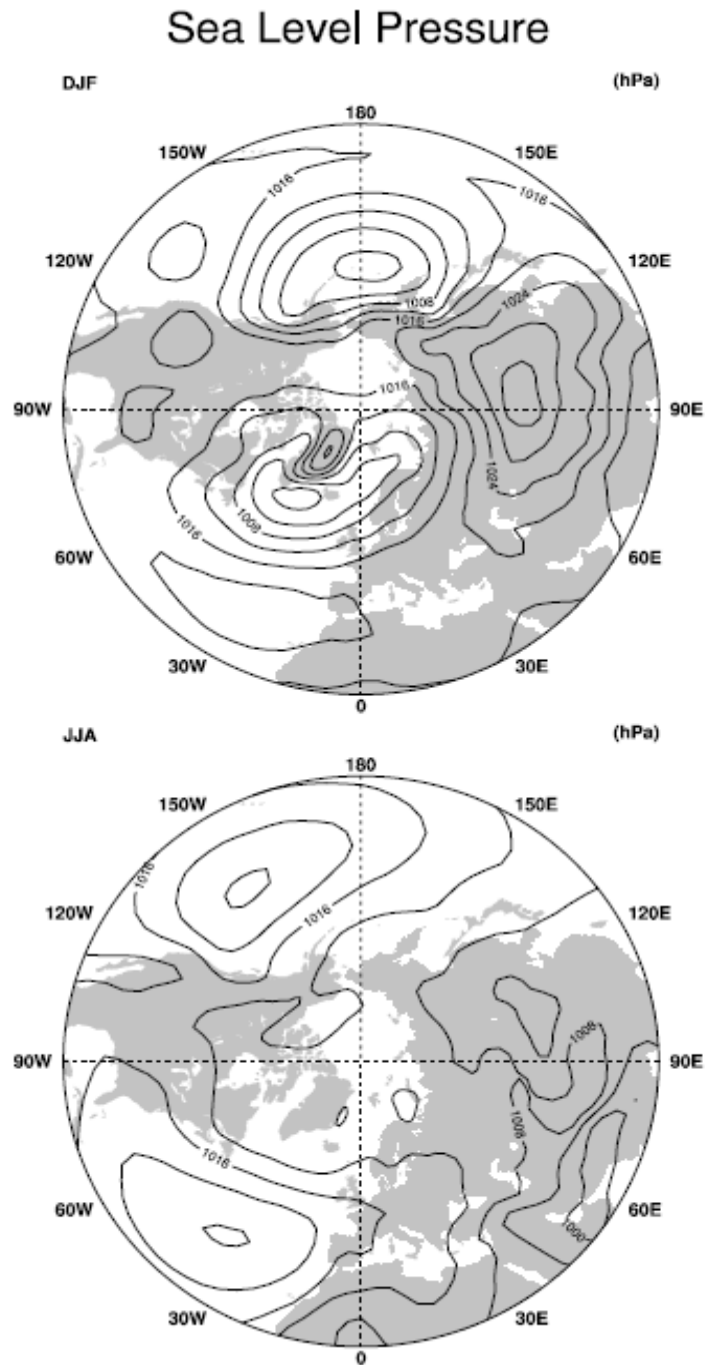 Sea Level Pressure
DJF (hPa)
180
150W 150E
1016 1016
120W 120E
1008 1024
1016
1016
90W 90E
1024
1016 1008
60W 60E
30W 30E
0
JJA (hPa)
180
150W 150E
1016
1016
120W 120E
1008
90W 90E
1008
1016
60W 60E
1000
30W 30E
0